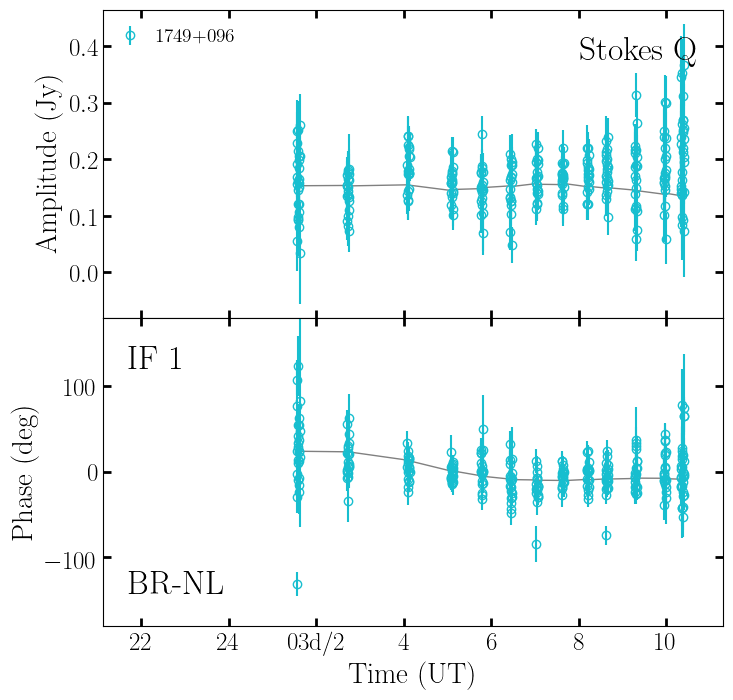 1749+096
Stokes Q
0.4
0.3
0.2
0.1
0.0
Amplitude (Jy)
IF 1
100
0
−100
Phase (deg)
BR-NL
22 24 03d/2 4 6 8 10
Time (UT)